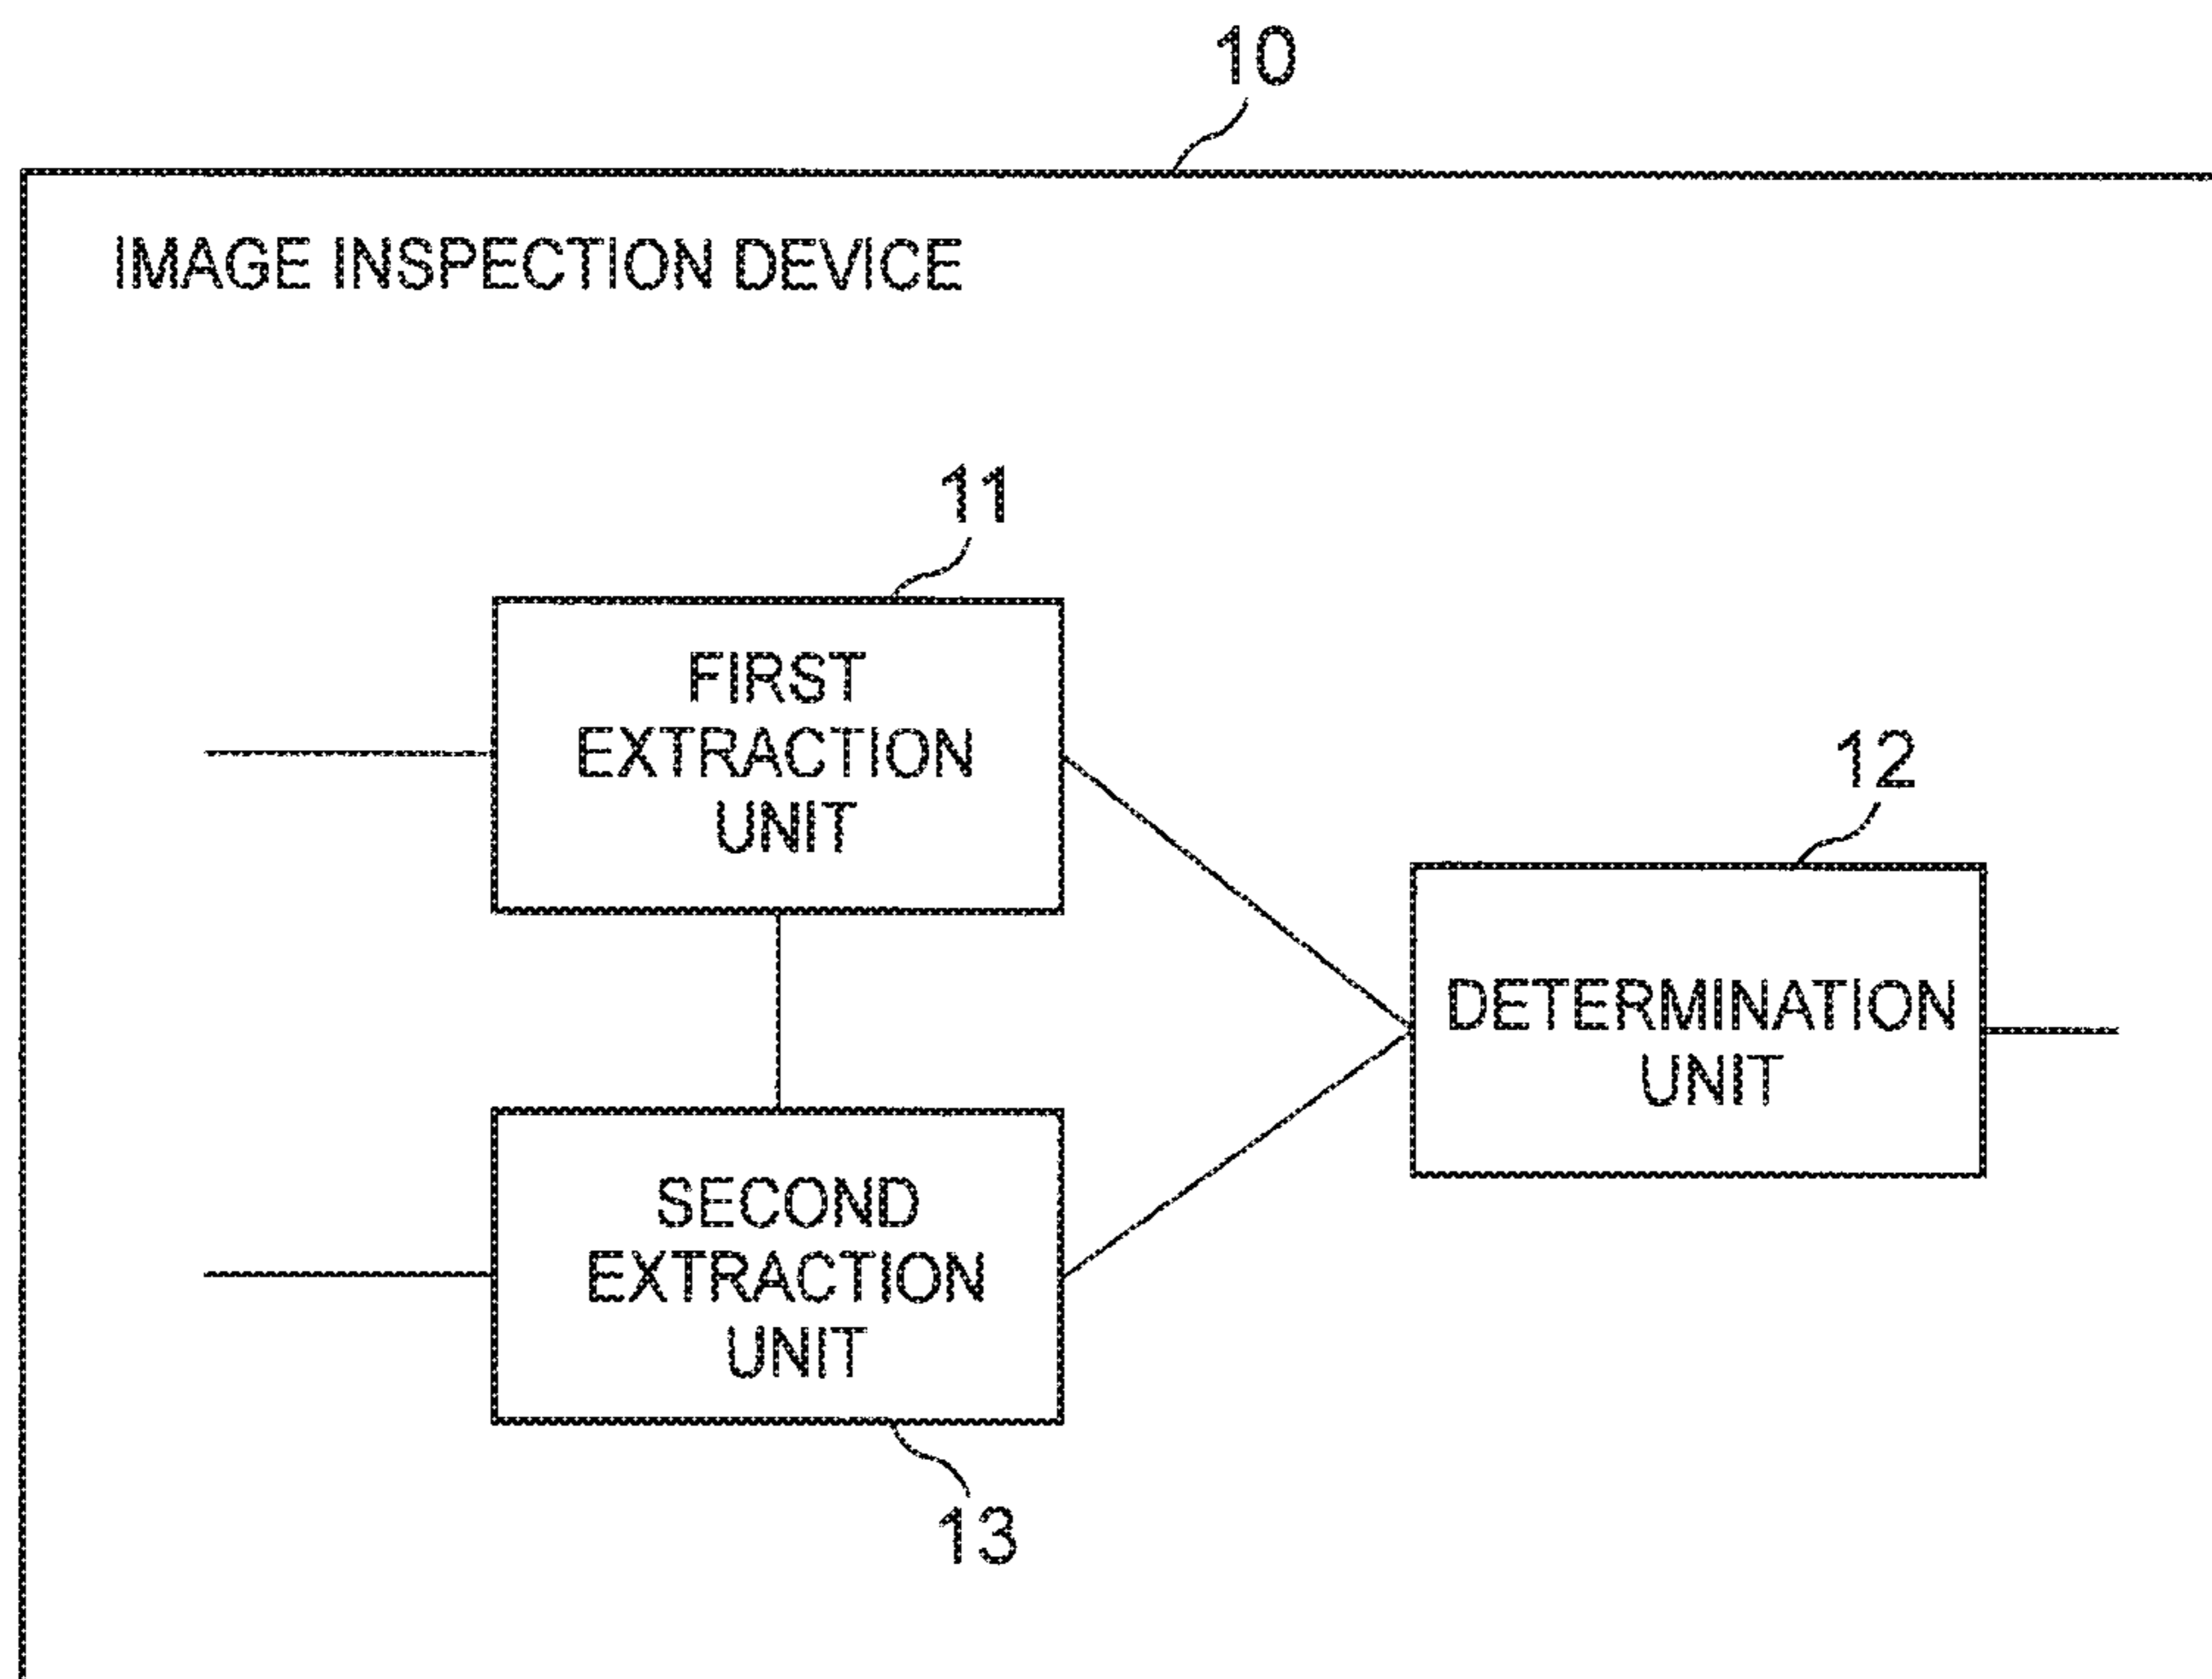 10
IMAGE INSPECTION DEVICE
11
FIRST
EXTRACTION
UNIT
12
DETERMINATION
UNIT
SECOND
EXTRACTION
UNIT
13